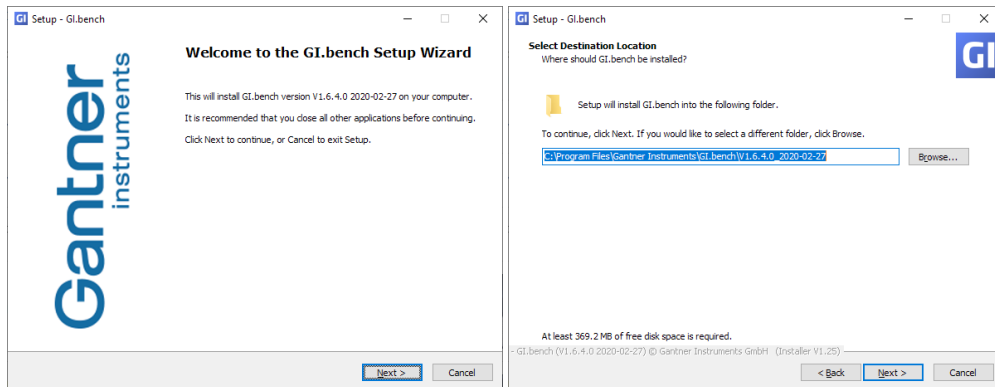 GI Setup - GI.bench
Gantner
instruments
Welcome to the GI.bench Setup Wizard
This will install GI.bench version V1.6.4.0 2020-02-27 on your computer.
It is recommended that you close all other applications before continuing.
Click Next to continue, or Cancel to exit Setup.
Next >
Cancel
GI Setup - GI.bench
Select Destination Location
Where should GI.bench be installed?
GI
Setup will install GI.bench into the following folder.
To continue, click Next. If you would like to select a different folder, click Browse.
C:\Program Files\Gantner Instruments\GI.bench\V1.6.4.0_2020-02-27
Browse...
At least 369.2 MB of free disk space is required.
GI.bench (V1.6.4.0 2020-02-27) © Gantner Instruments GmbH (Installer V1.25)
< Back
Next >
Cancel